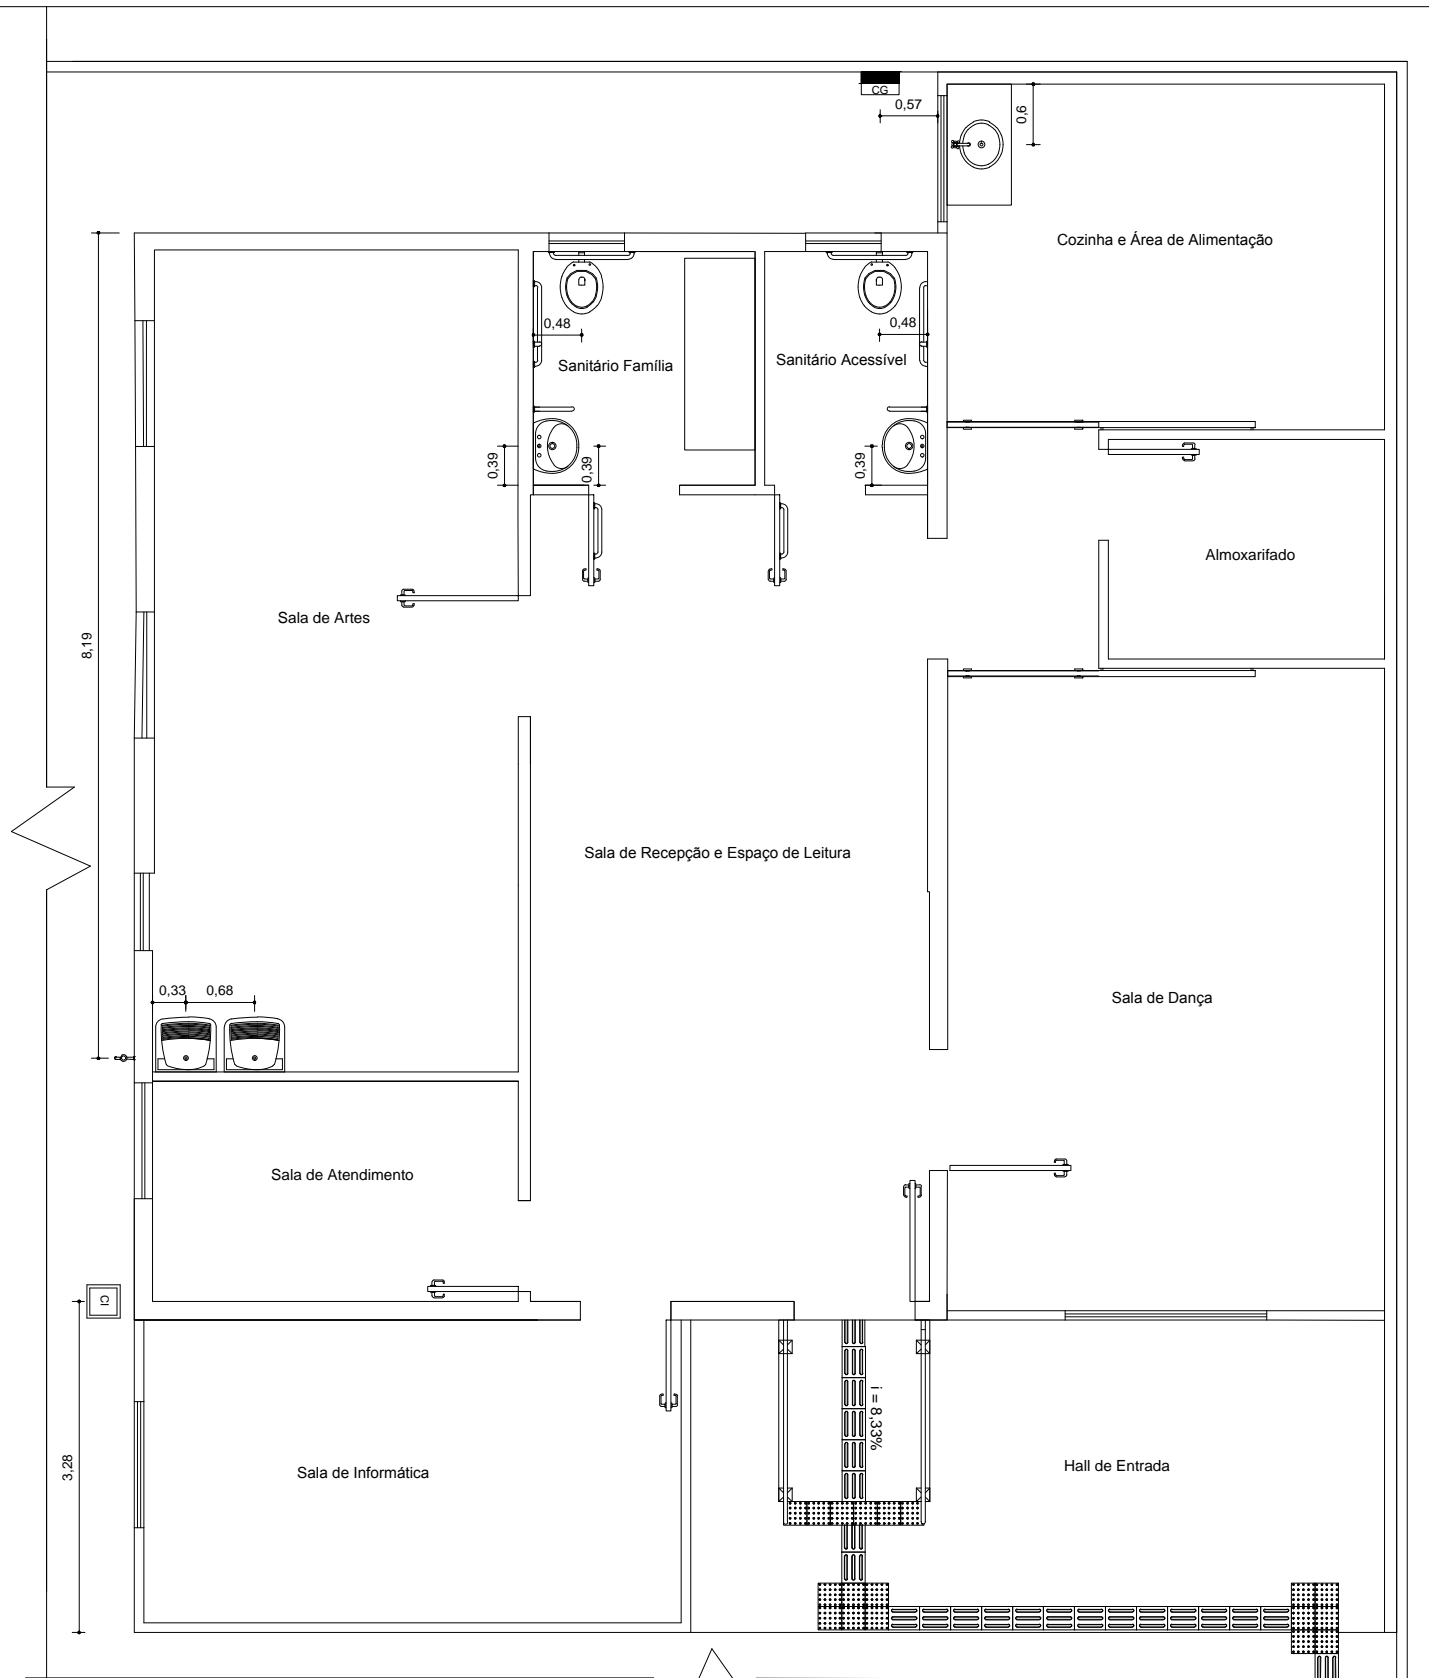 CG
0,57
0,6
Cozinha e Área de Alimentação
0,48
0,48
Sanitário Família
Sanitário Acessível
0,39
0,39
0,39
Almoxarifado
Sala de Artes
8,19
Sala de Recepção e Espaço de Leitura
0,33
0,68
Sala de Dança
Sala de Atendimento
CI
i = 8,33%
3,28
Sala de Informática
Hall de Entrada